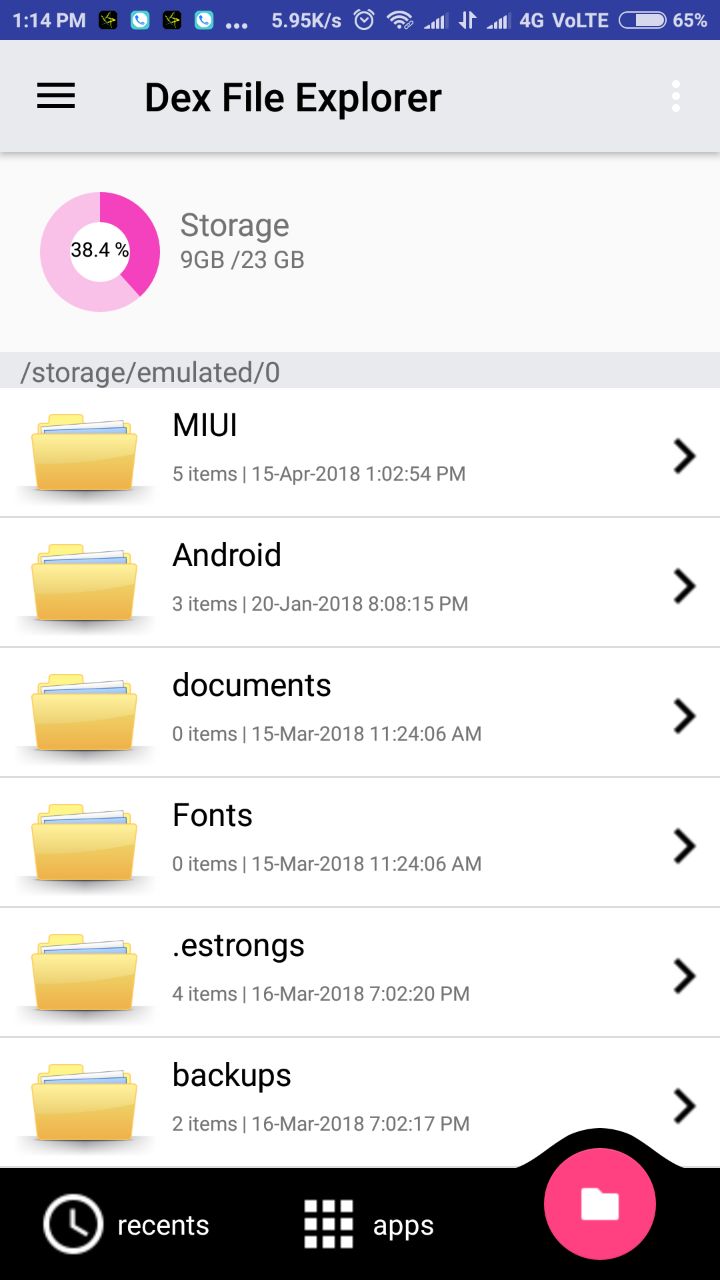 1:14 PM ... 5.95K/s 4G VoLTE 65%
Dex File Explorer
38.4 %
Storage
9GB /23 GB
/storage/emulated/0
MIUI
5 items | 15-Apr-2018 1:02:54 PM
Android
3 items | 20-Jan-2018 8:08:15 PM
documents
0 items | 15-Mar-2018 11:24:06 AM
Fonts
0 items | 15-Mar-2018 11:24:06 AM
.estrongs
4 items | 16-Mar-2018 7:02:20 PM
backups
2 items | 16-Mar-2018 7:02:17 PM
recents apps